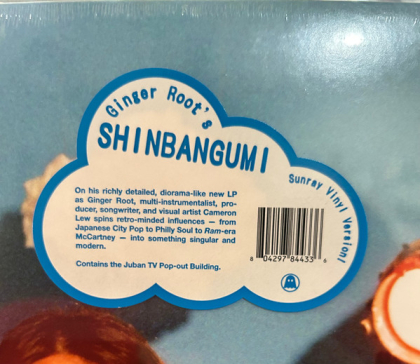 Ginger Root's
SHINBANGUMI
Sunray Vinyl Version!
On his richly detailed, diorama-like new LP
as Ginger Root, multi-instrumentalist, pro-
ducer, songwriter, and visual artist Cameron
Lew spins retro-minded influences — from
Japanese City Pop to Philly Soul to Ram-era
McCartney — into something singular and
modern.
Contains the Juban TV Pop-out Building.
8 04297 84433 6